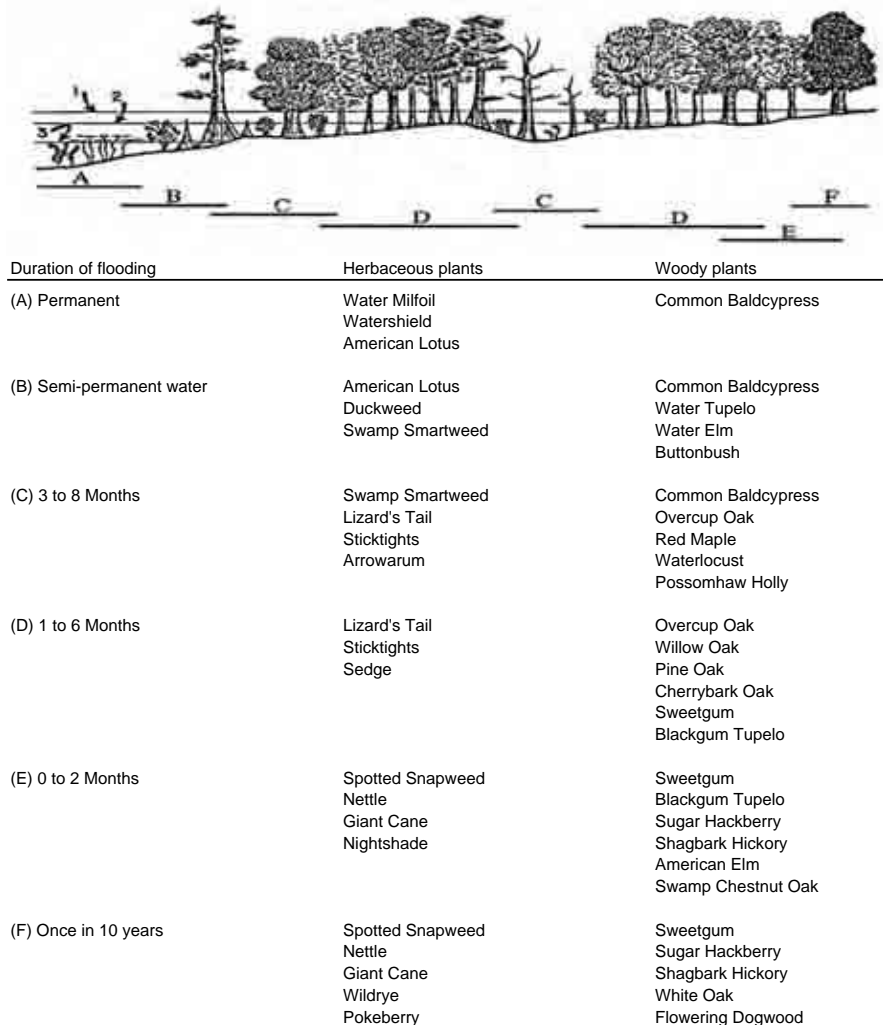 1 2
3
A
B
C C F
D D
E
Duration of flooding Herbaceous plants Woody plants
(A) Permanent Water Milfoil Common Baldcypress
Watershield
American Lotus
(B) Semi-permanent water American Lotus Common Baldcypress
Duckweed Water Tupelo
Swamp Smartweed Water Elm
Buttonbush
(C) 3 to 8 Months Swamp Smartweed Common Baldcypress
Lizard's Tail Overcup Oak
Sticktights Red Maple
Arrowarum Waterlocust
Possomhaw Holly
(D) 1 to 6 Months Lizard's Tail Overcup Oak
Sticktights Willow Oak
Sedge Pine Oak
Cherrybark Oak
Sweetgum
Blackgum Tupelo
(E) 0 to 2 Months Spotted Snapweed Sweetgum
Nettle Blackgum Tupelo
Giant Cane Sugar Hackberry
Nightshade Shagbark Hickory
American Elm
Swamp Chestnut Oak
(F) Once in 10 years Spotted Snapweed Sweetgum
Nettle Sugar Hackberry
Giant Cane Shagbark Hickory
Wildrye White Oak
Pokeberry Flowering Dogwood